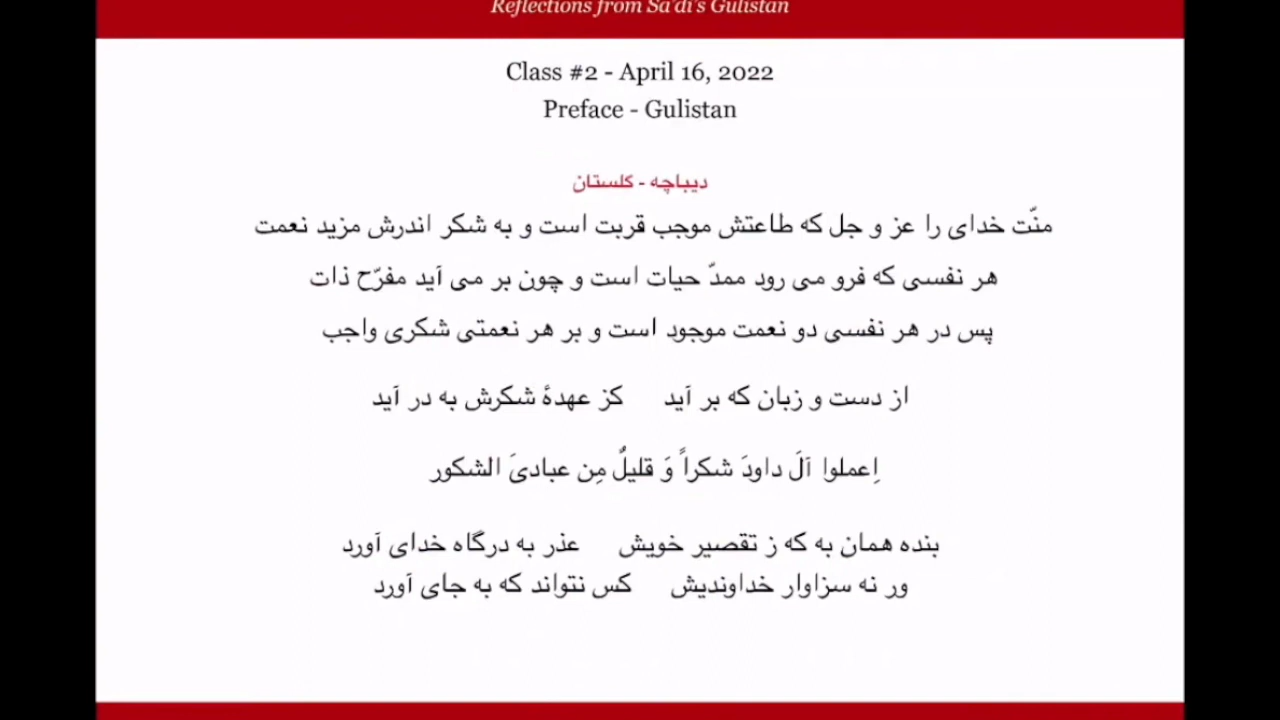 Reflections from Sa'di's Gulistan
Class #2 - April 16, 2022
Preface - Gulistan
دیباچه - گلستان
منّت خدای را عز و جل که طاعتش موجب قربت است و به شکر اندرش مزید نعمت
هر نفسی که فرو می رود ممدّ حیات است و چون بر می آید مفرّح ذات
پس در هر نفسی دو نعمت موجود است و بر هر نعمتی شکری واجب
از دست و زبان که بر آید کز عهدهٔ شکرش به در آید
اِعملوا آلَ داودَ شکراً وَ قلیلٌ مِن عبادیَ الشکور
بنده همان به که ز تقصیر خویش عذر به درگاه خدای آورد
ور نه سزاوار خداوندیش کس نتواند که به جای آورد